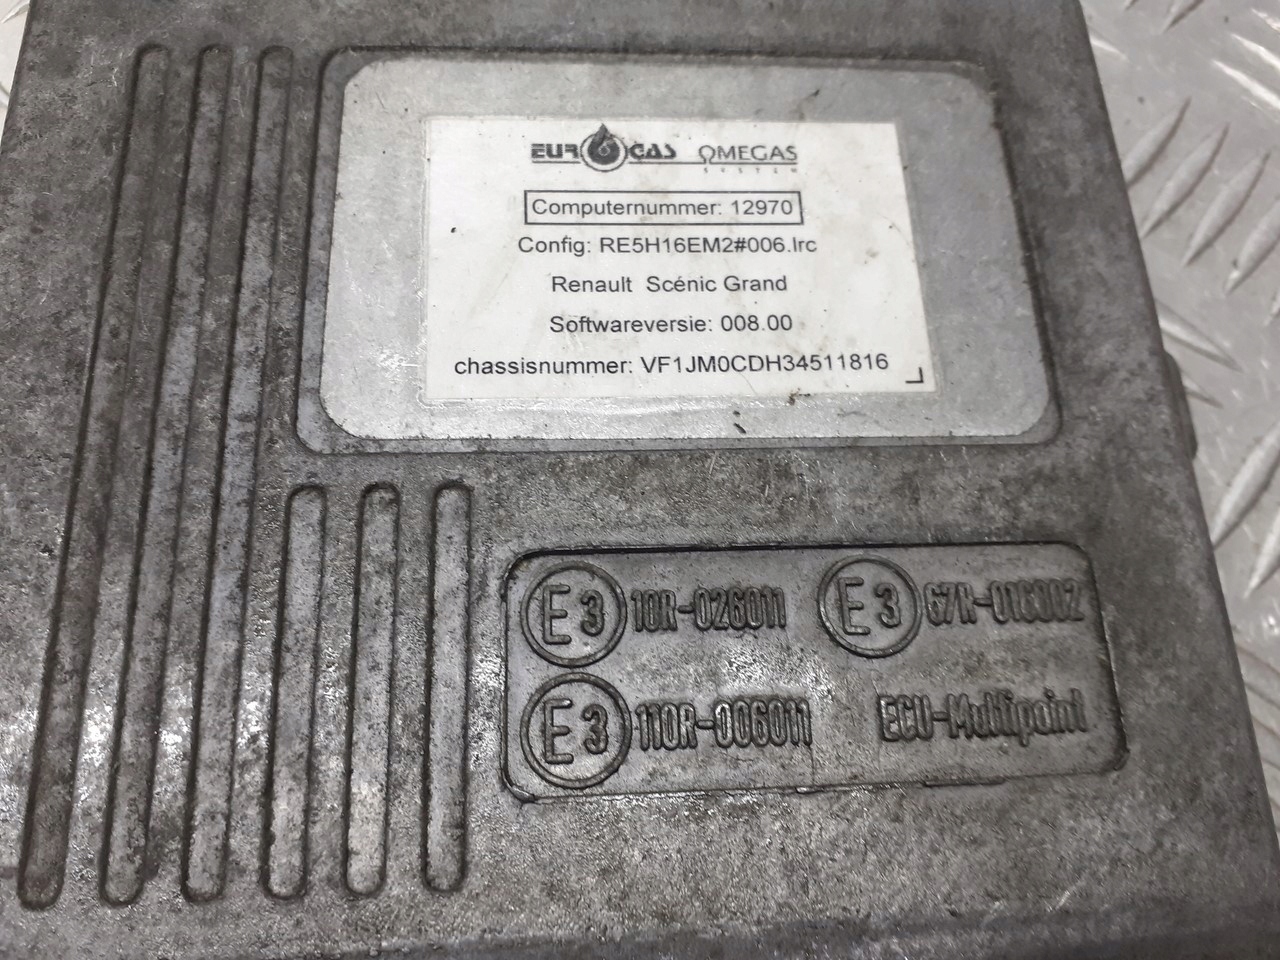 EUROGAS OMEGAS
SYSTEM
Computernummer: 12970
Config: RE5H16EM2#006.lrc
Renault Scénic Grand
Softwareversie: 008.00
chassisnummer: VF1JM0CDH34511816
E3 10R-026011 E3 67R-016002
E3 110R-006011 ECU-Multipoint